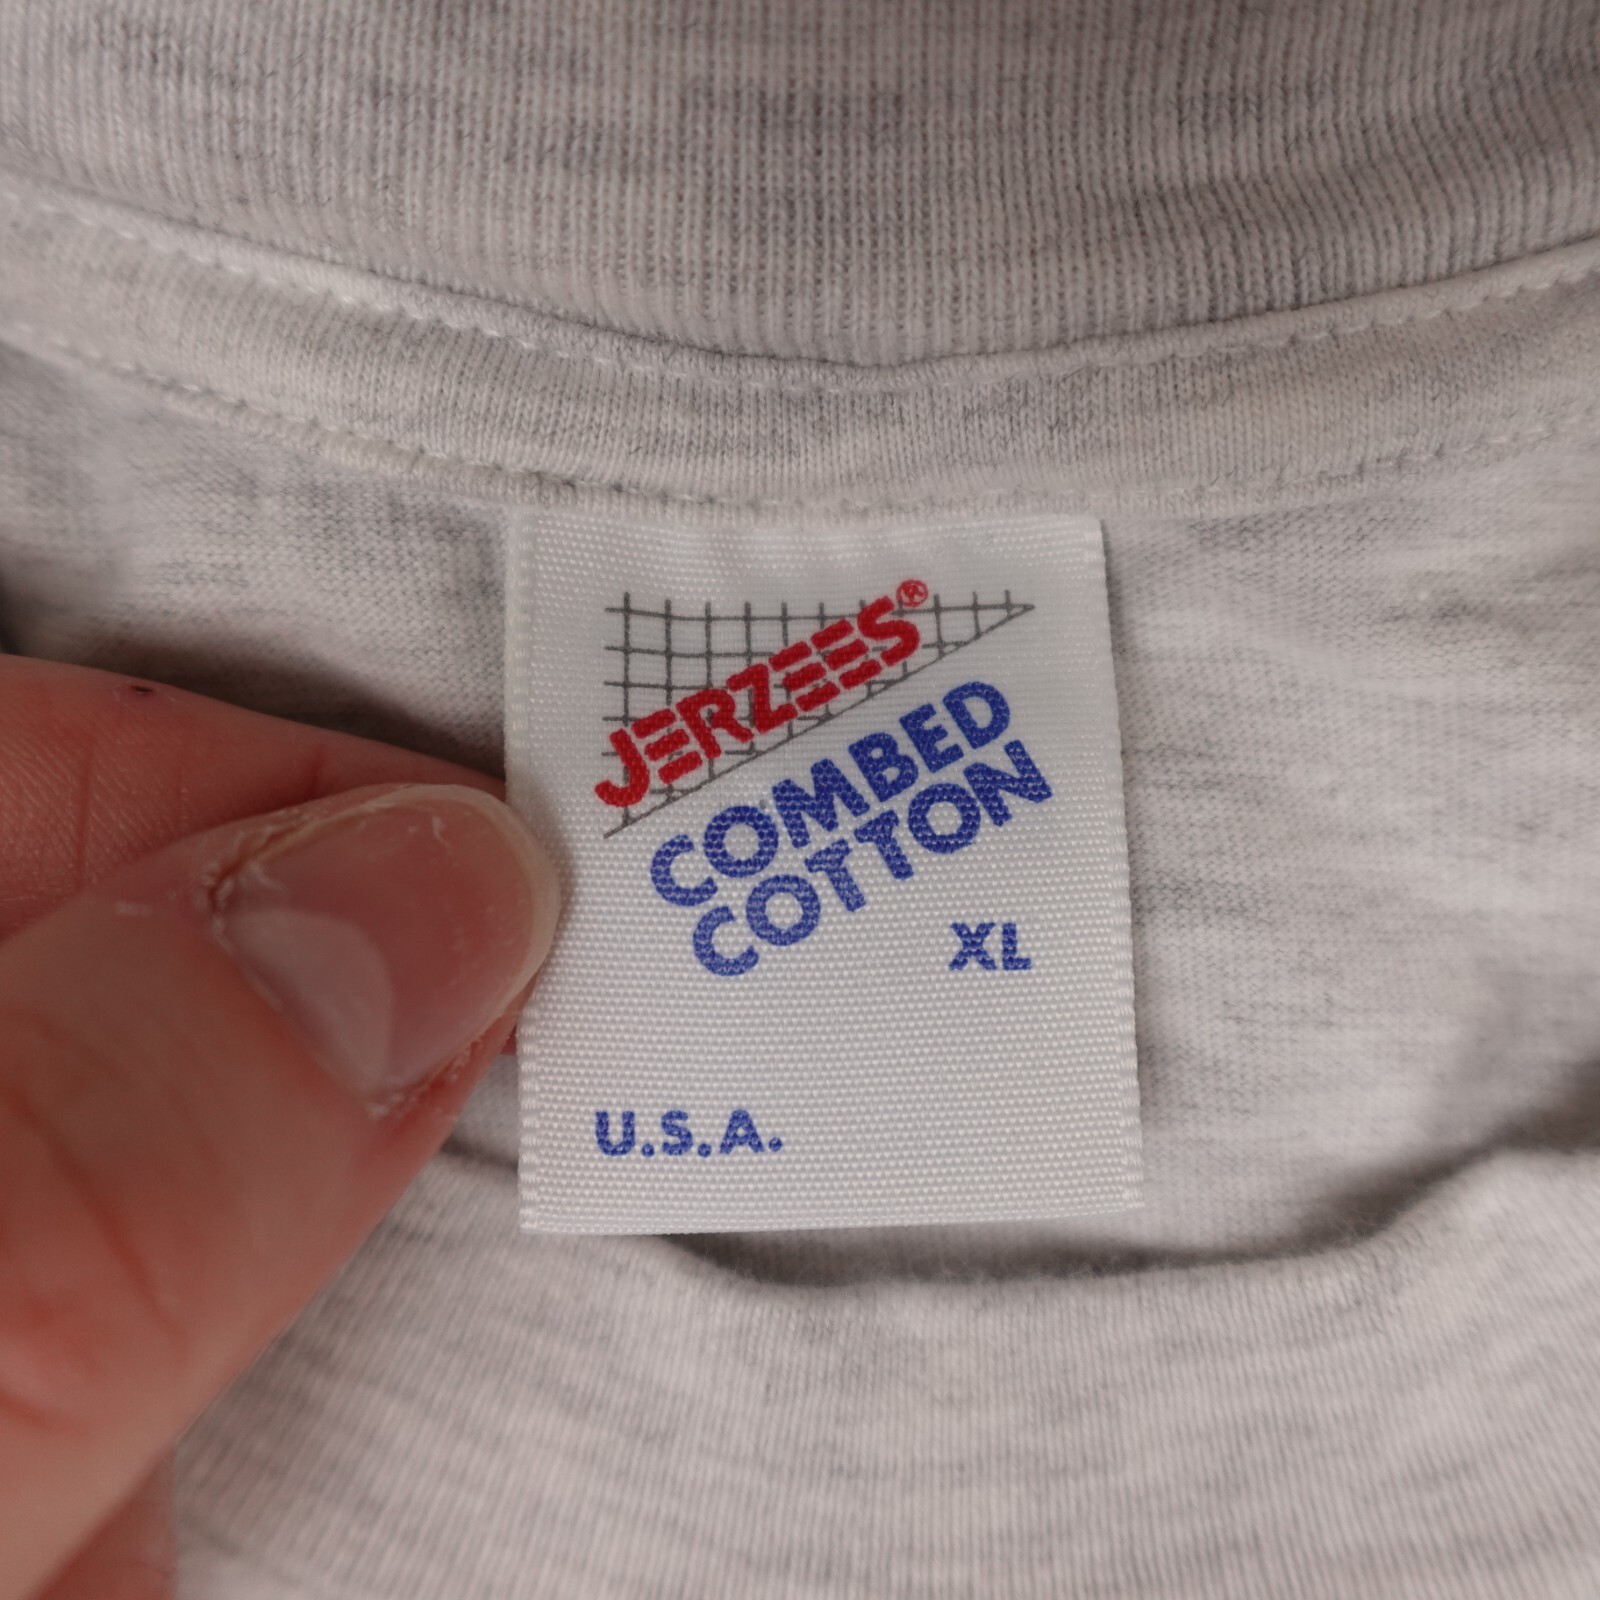 JERZEES®
COMBED
COTTON
XL
U.S.A.